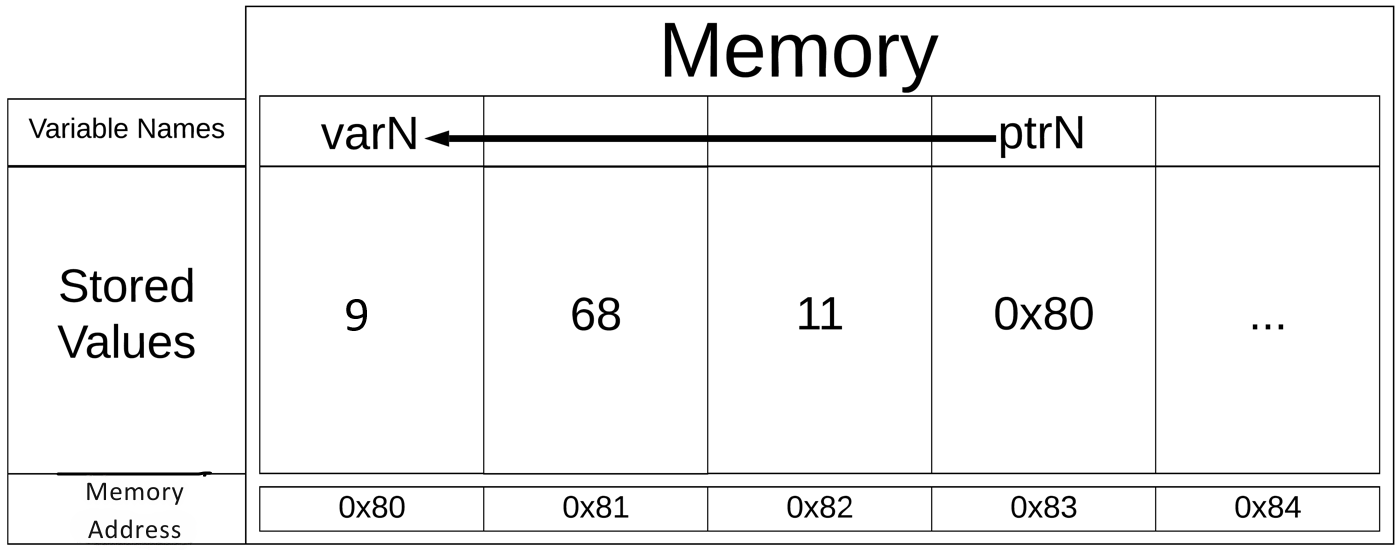 Memory
Variable Names varN ptrN
Stored
Values
9 68 11 0x80 ...
Memory
Address
0x80 0x81 0x82 0x83 0x84